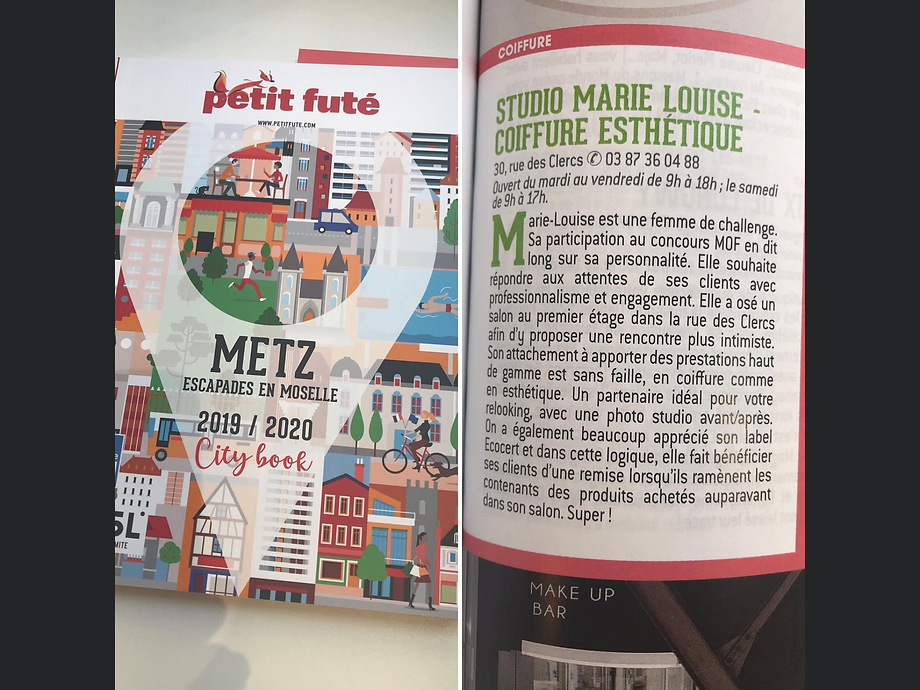 petit futé
WWW.PETITFUTE.COM
METZ
ESCAPADES EN MOSELLE
2019 / 2020
City book
COIFFURE
STUDIO MARIE LOUISE -
COIFFURE ESTHÉTIQUE
30, rue des Clercs ✆ 03 87 36 04 88
Ouvert du mardi au vendredi de 9h à 18h ; le samedi
de 9h à 17h.
Marie-Louise est une femme de challenge.
Sa participation au concours MOF en dit
long sur sa personnalité. Elle souhaite
répondre aux attentes de ses clients avec
professionnalisme et engagement. Elle a osé un
salon au premier étage dans la rue des Clercs
afin d'y proposer une rencontre plus intimiste.
Son attachement à apporter des prestations haut
de gamme est sans faille, en coiffure comme
en esthétique. Un partenaire idéal pour votre
relooking, avec une photo studio avant/après.
On a également beaucoup apprécié son label
Ecocert et dans cette logique, elle fait bénéficier
ses clients d'une remise lorsqu'ils ramènent les
contenants des produits achetés auparavant
dans son salon. Super !
MAKE UP
BAR